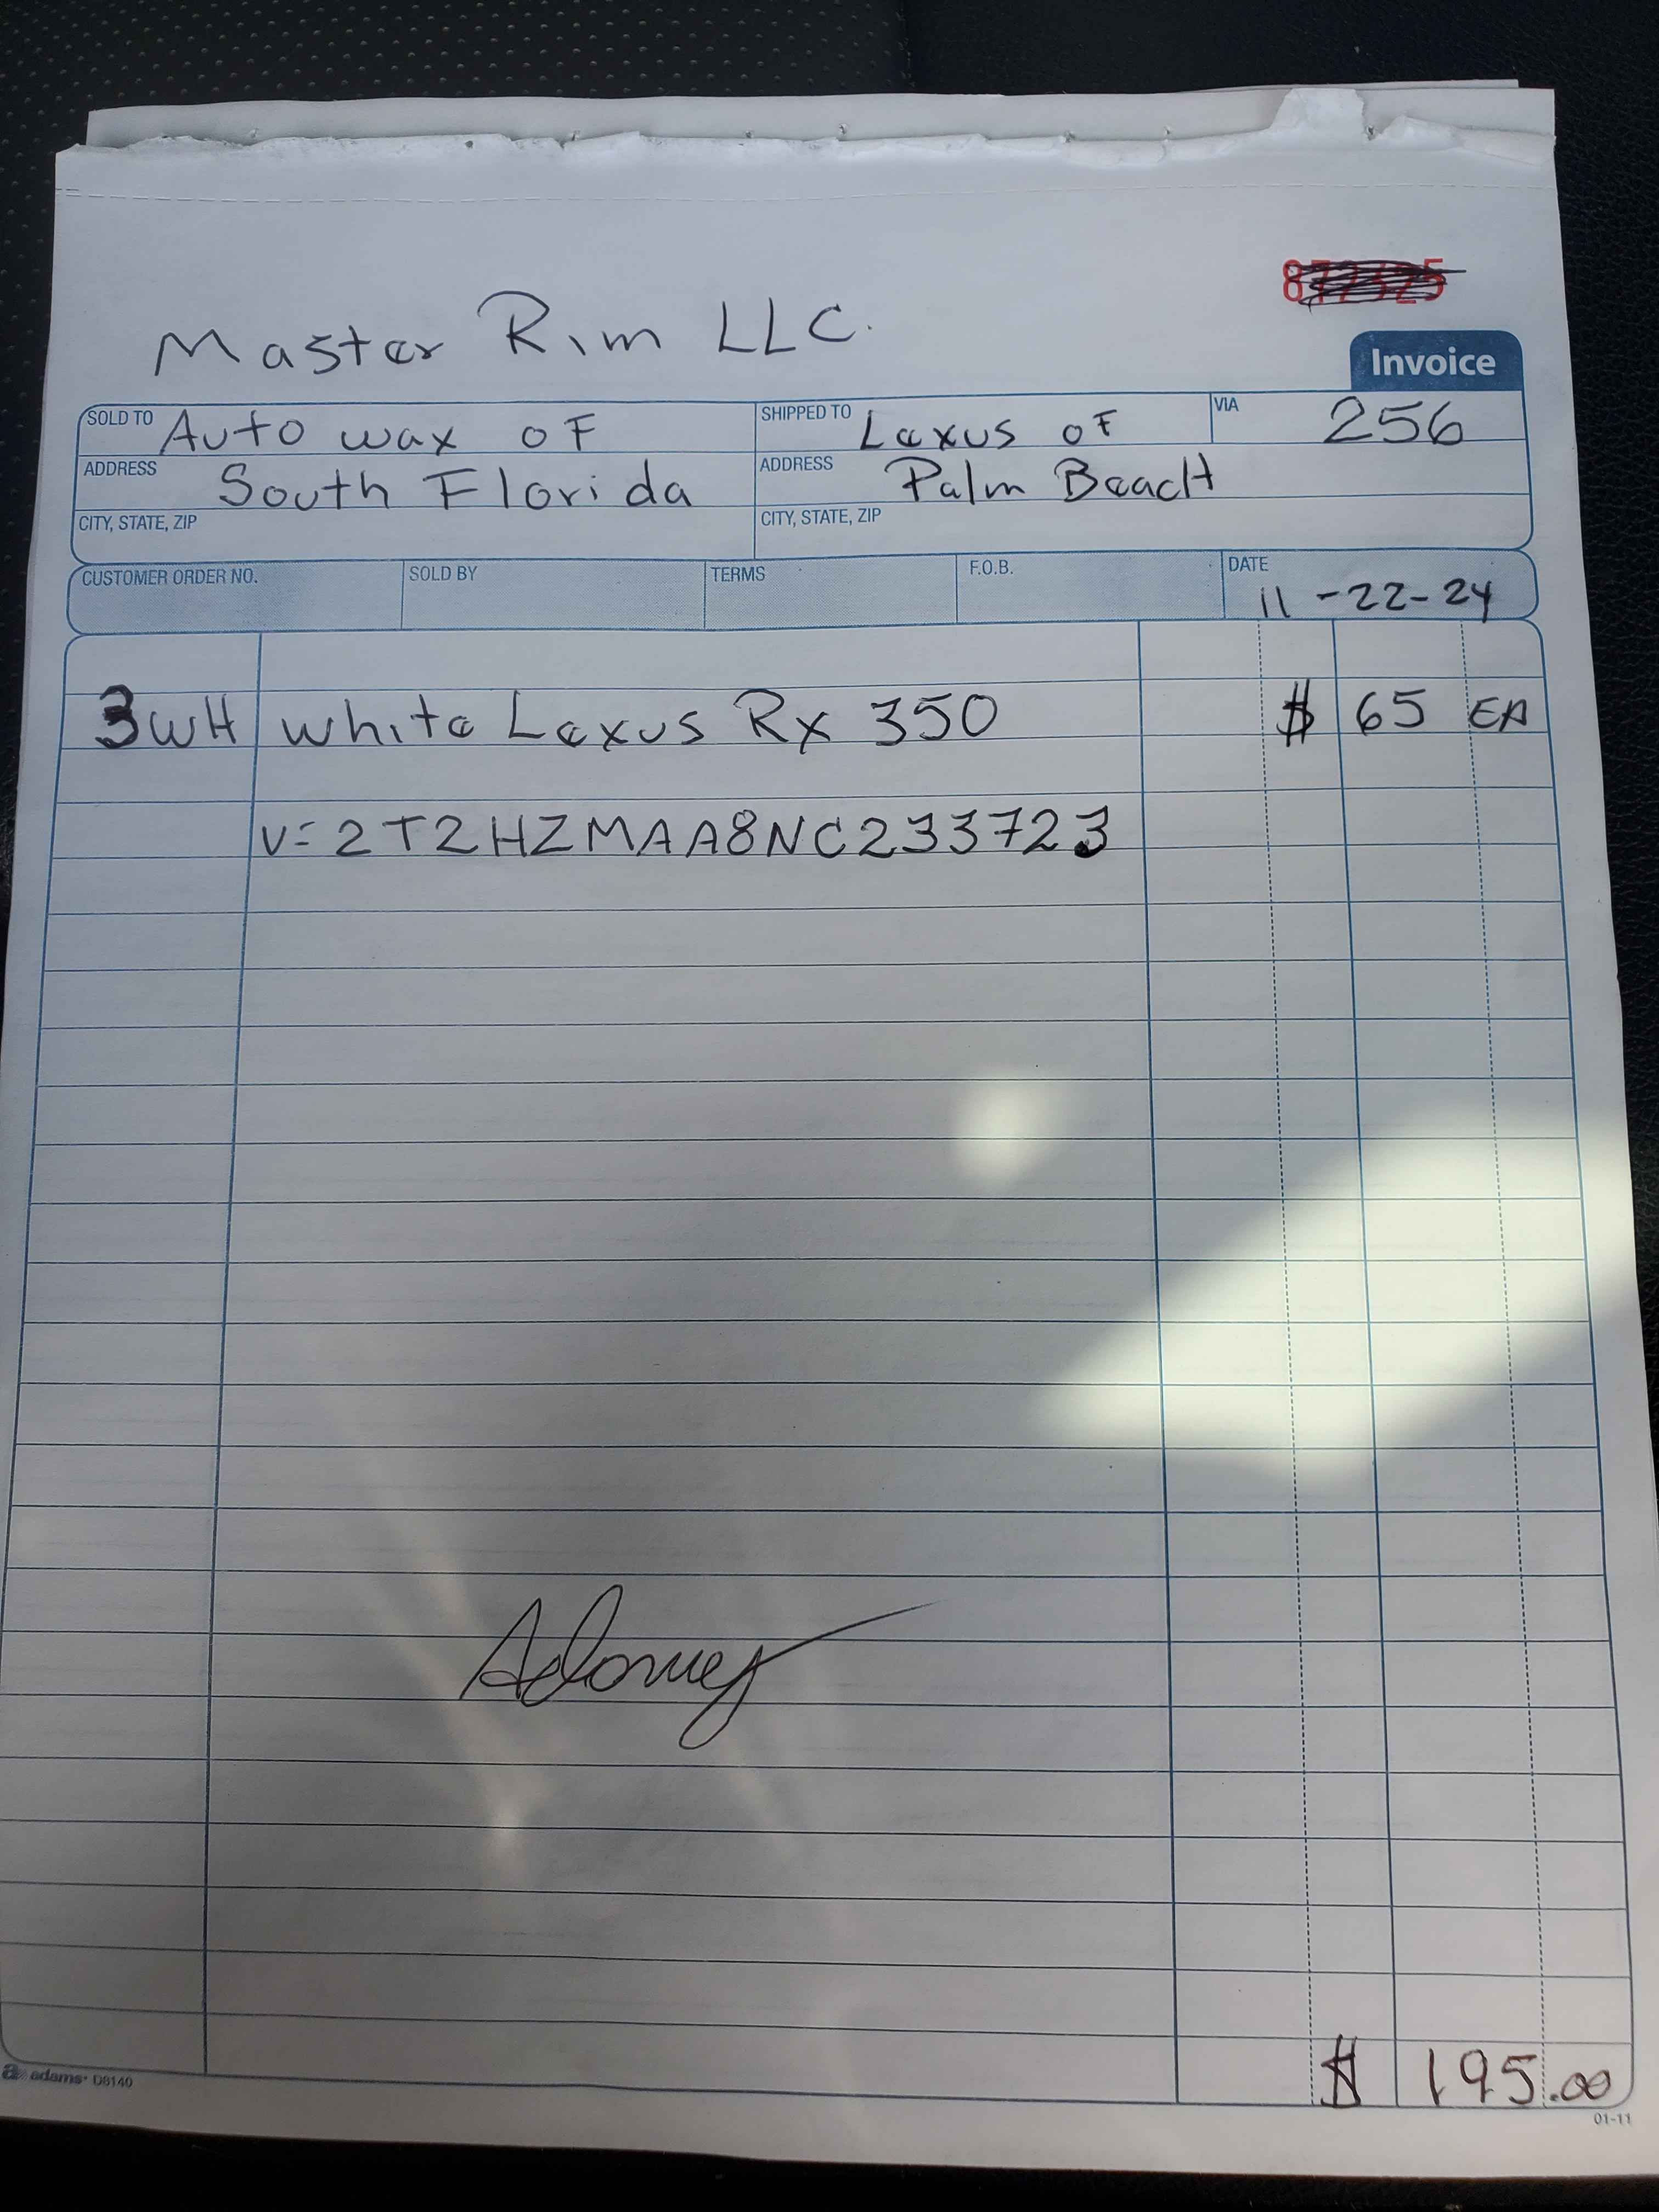 Master Rim LLC.
Invoice
SOLD TO Auto wax of SHIPPED TO Lexus of VIA 256
ADDRESS South Florida ADDRESS Palm Beach
CITY, STATE, ZIP CITY, STATE, ZIP
CUSTOMER ORDER NO. SOLD BY TERMS F.O.B. DATE
11-22-24
3 WH white Lexus Rx 350 $ 65 EA
V=2T2HZMAA8NC233723
$ 195.00
a adams® D8140
01-11